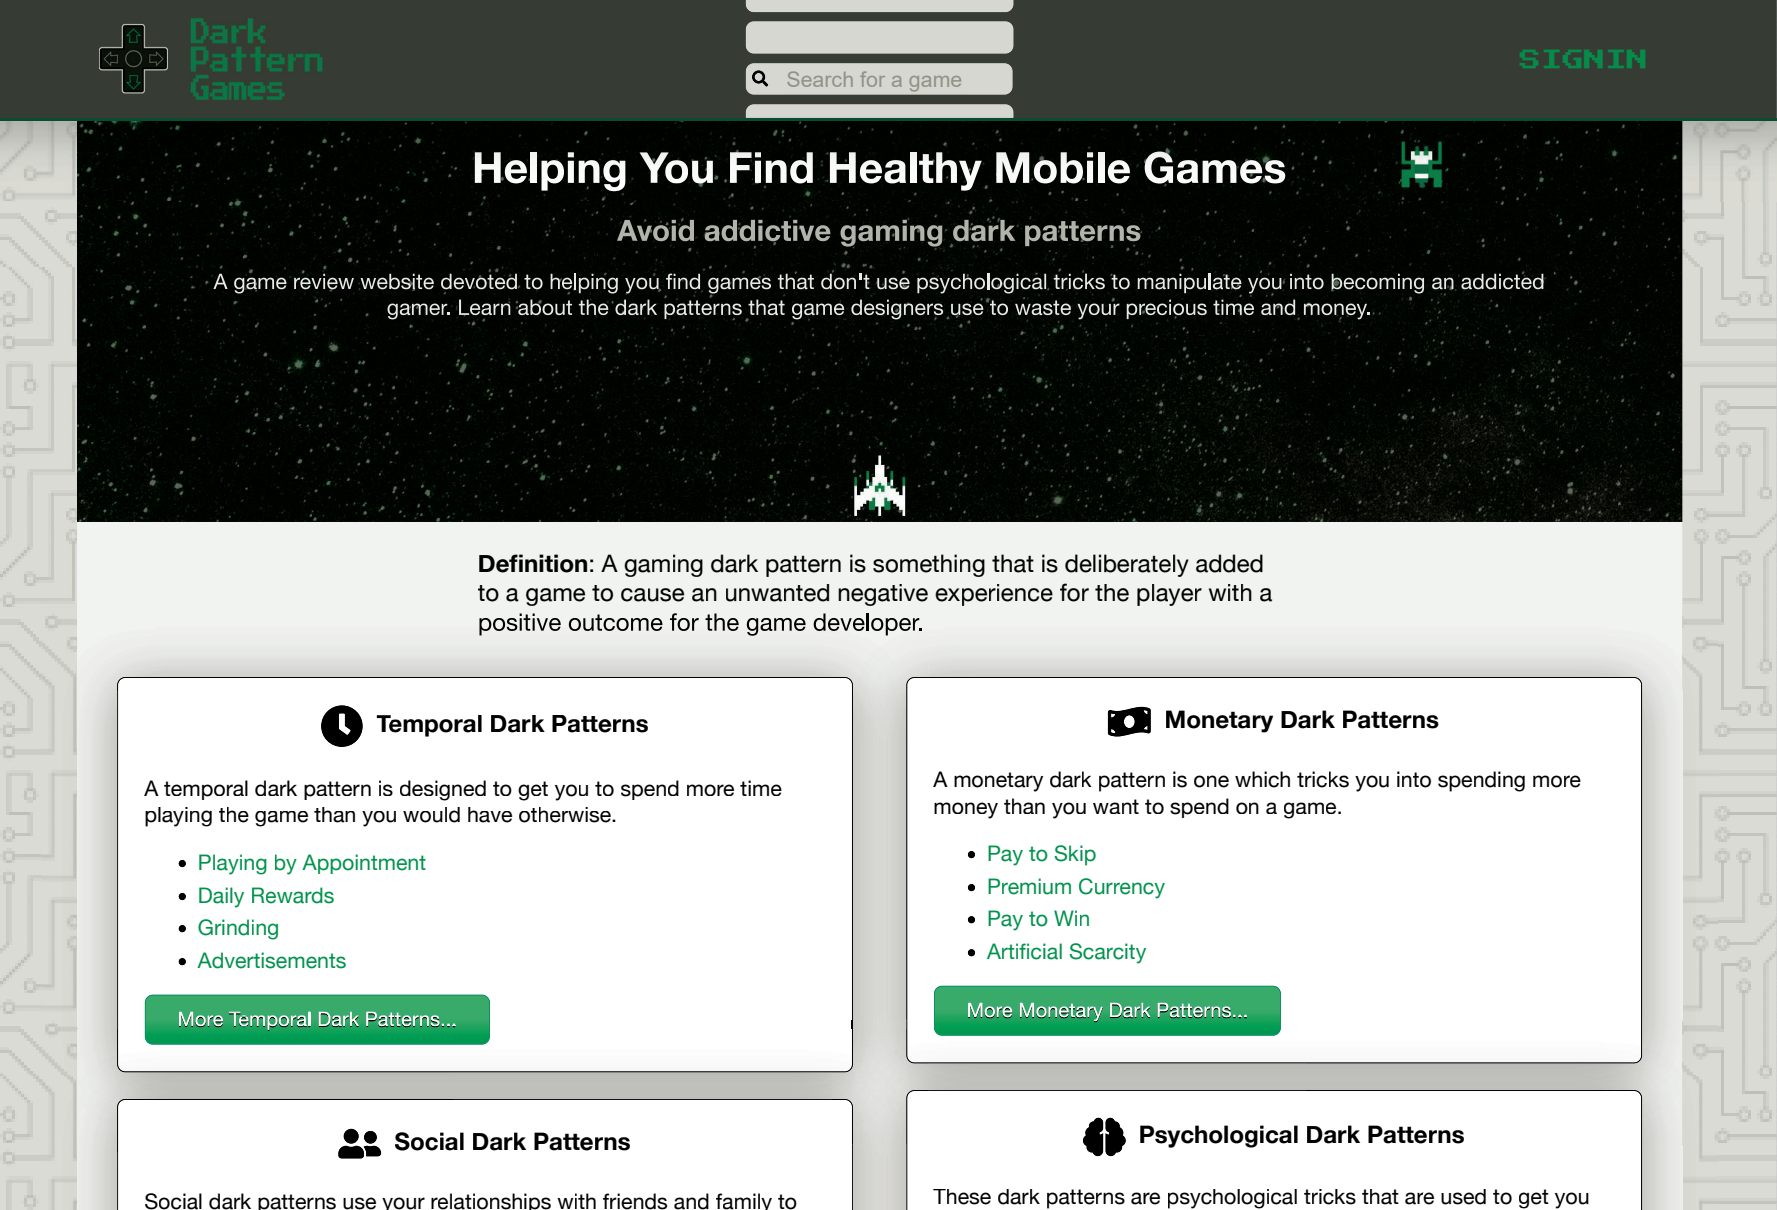 Dark
Pattern
Games
Search for a game
SIGNIN
Helping You Find Healthy Mobile Games
Avoid addictive gaming dark patterns
A game review website devoted to helping you find games that don't use psychological tricks to manipulate you into becoming an addicted
gamer. Learn about the dark patterns that game designers use to waste your precious time and money.
Definition: A gaming dark pattern is something that is deliberately added
to a game to cause an unwanted negative experience for the player with a
positive outcome for the game developer.
Temporal Dark Patterns
A temporal dark pattern is designed to get you to spend more time
playing the game than you would have otherwise.
• Playing by Appointment
• Daily Rewards
• Grinding
• Advertisements
More Temporal Dark Patterns...
Monetary Dark Patterns
A monetary dark pattern is one which tricks you into spending more
money than you want to spend on a game.
• Pay to Skip
• Premium Currency
• Pay to Win
• Artificial Scarcity
More Monetary Dark Patterns...
Social Dark Patterns
Social dark patterns use your relationships with friends and family to
Psychological Dark Patterns
These dark patterns are psychological tricks that are used to get you